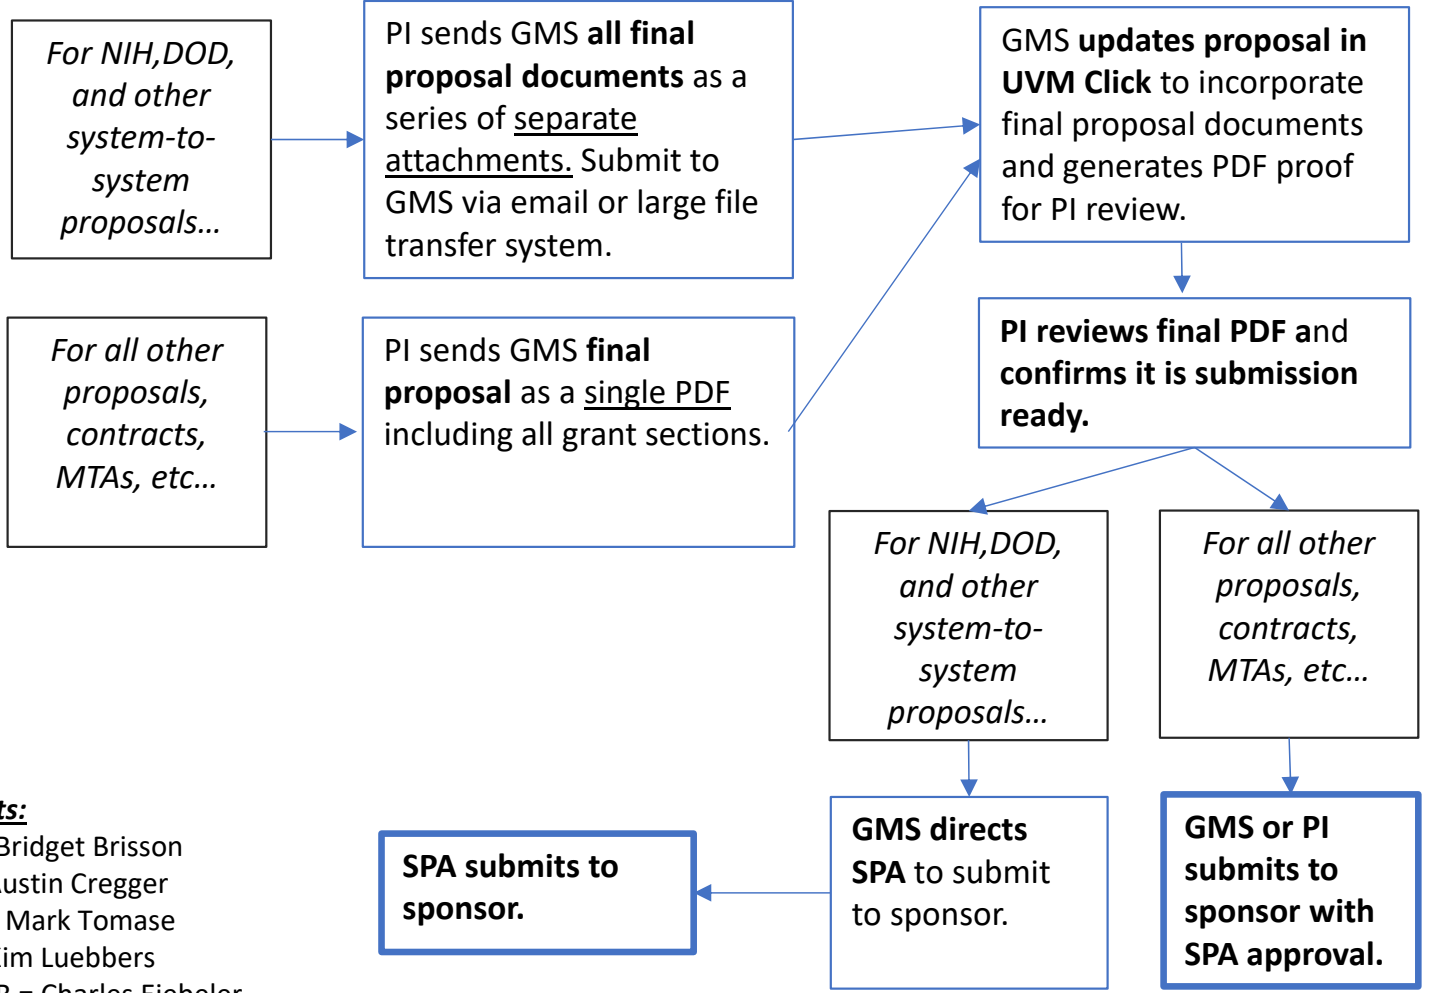 For NIH,DOD,
and other
system-to-
system
proposals…
PI sends GMS all final
proposal documents as a
series of separate
attachments. Submit to
GMS via email or large file
transfer system.
GMS updates proposal in
UVM Click to incorporate
final proposal documents
and generates PDF proof
for PI review.
For all other
proposals,
contracts,
MTAs, etc…
PI sends GMS final
proposal as a single PDF
including all grant sections.
PI reviews final PDF and
confirms it is submission
ready.
For NIH,DOD,
and other
system-to-
system
proposals…
For all other
proposals,
contracts,
MTAs, etc…
ts:
Bridget Brisson
Austin Cregger
Mark Tomase
Kim Luebbers
= Charles
SPA submits to
sponsor.
GMS directs
SPA to submit
to sponsor.
GMS or PI
submits to
sponsor with
SPA approval.